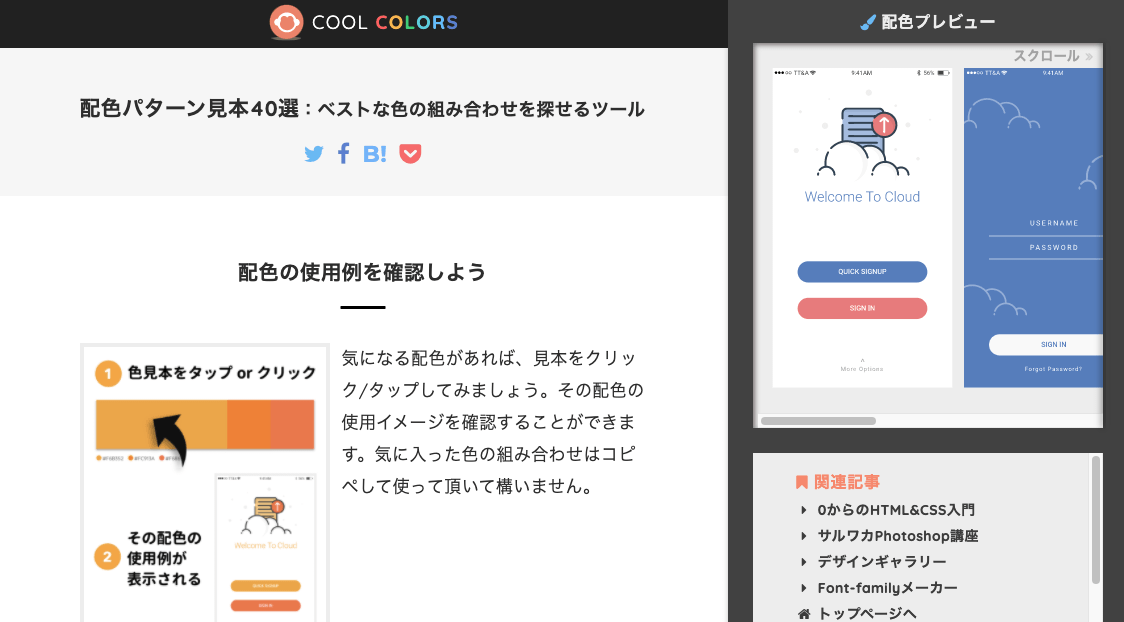 COOL COLORS
配色パターン見本40選：ベストな色の組み合わせを探せるツール
B!
配色の使用例を確認しよう
1 色見本をタップ or クリック
2 その配色の
使用例が
表示される
Welcome To Cloud
QUICK SIGNUP
SIGN IN
気になる配色があれば、見本をクリッ
ク/タップしてみましょう。その配色の
使用イメージを確認することができま
す。気に入った色の組み合わせはコピ
ペして使って頂いて構いません。
配色プレビュー
スクロール »
TT&A 9:41AM 56%
Welcome To Cloud
QUICK SIGNUP
SIGN IN
More Options
TT&A 9:41AM
USERNAME
PASSWORD
SIGN IN
Forgot Password?
関連記事
0からのHTML&CSS入門
サルワカPhotoshop講座
デザインギャラリー
Font-familyメーカー
トップページへ